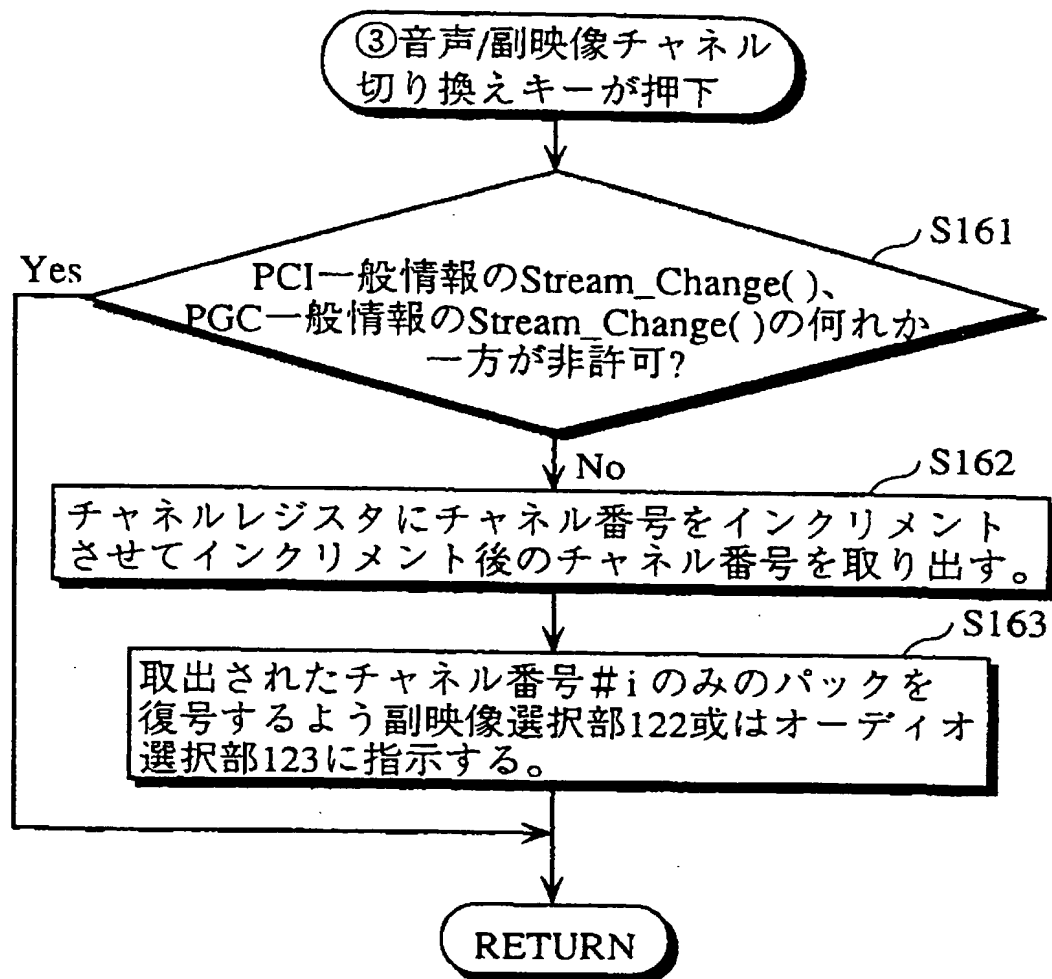 ③音声/副映像チャネル
切り換えキーが押下
S161
Yes
PCI一般情報のStream_Change( )、
PGC一般情報のStream_Change( )の何れか
一方が非許可?
No
S162
チャネルレジスタにチャネル番号をインクリメント
させてインクリメント後のチャネル番号を取り出す。
S163
取出されたチャネル番号#iのみのパックを
復号するよう副映像選択部122或はオーディオ
選択部123に指示する。
RETURN